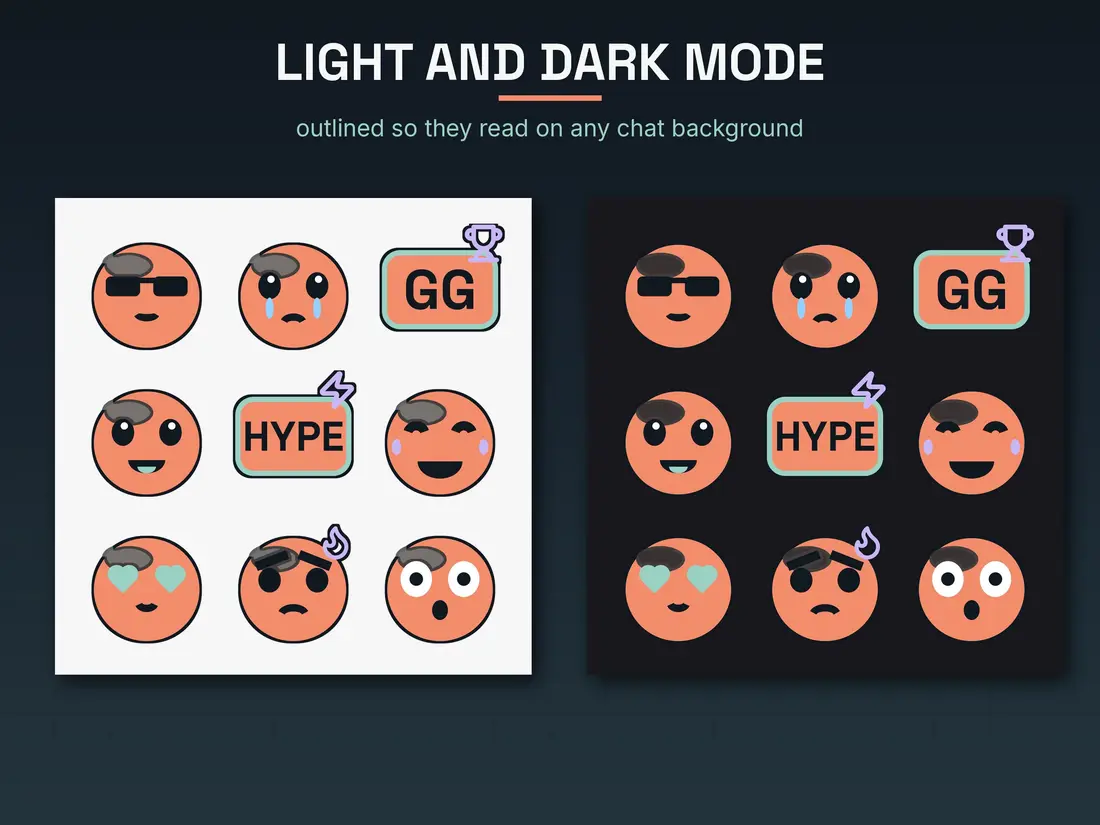 LIGHT AND DARK MODE
outlined so they read on any chat background
GG
HYPE
GG
HYPE